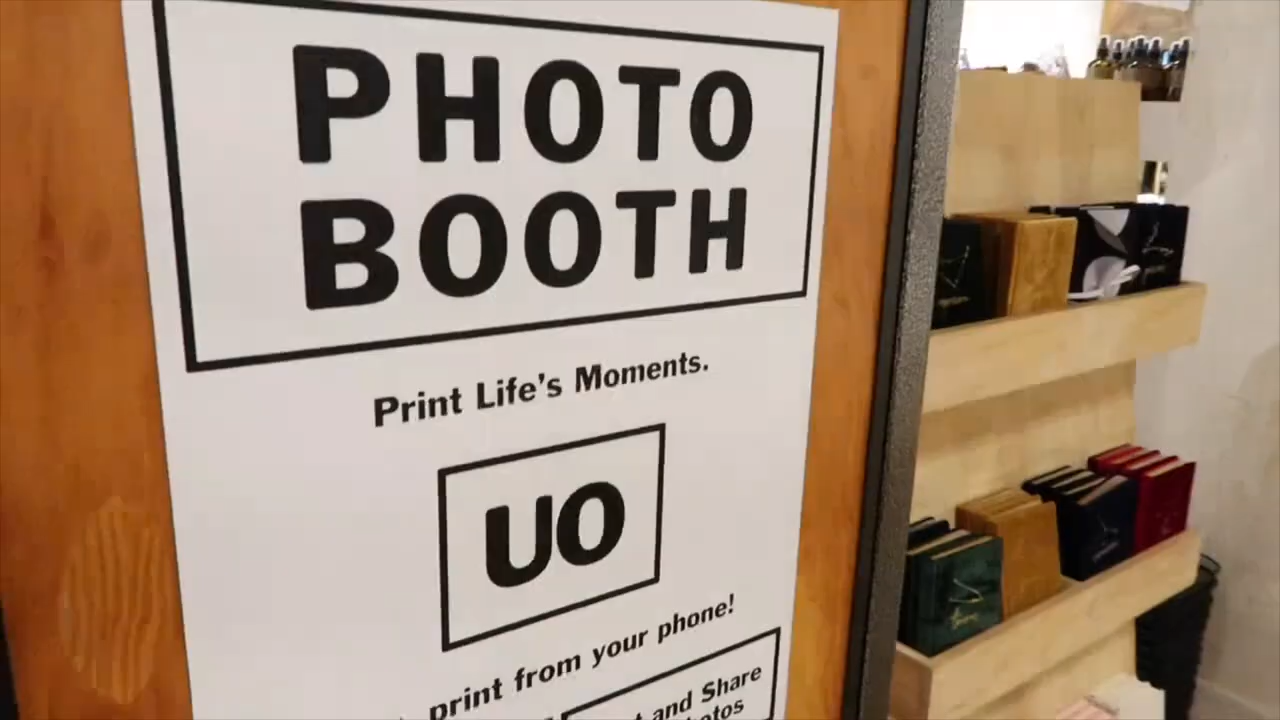 PHOTO
BOOTH
Print Life's Moments.
UO
print from your phone!
and Share